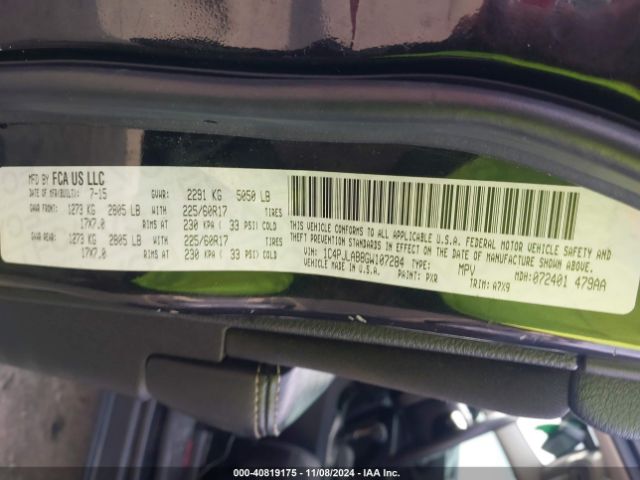 MFD BY FCA US LLC
DATE OF MFR(BUILT): 7-15 GVWR: 2291 KG 5050 LB
GAWR FRONT: 1273 KG 2805 LB WITH 225/60R17 TIRES
17X7.0 RIMS AT 230 KPA ( 33 PSI) COLD
GAWR REAR: 1273 KG 2805 LB WITH 225/60R17 TIRES
17X7.0 RIMS AT 230 KPA ( 33 PSI) COLD
THIS VEHICLE CONFORMS TO ALL APPLICABLE U.S.A. FEDERAL MOTOR VEHICLE SAFETY AND
THEFT PREVENTION STANDARDS IN EFFECT ON THE DATE OF MANUFACTURE SHOWN ABOVE.
VIN: 1C4PJLAB8GW107284 TYPE: MPV MDH:072401 479AA
VEHICLE MADE IN U.S.A. PAINT: PXR TRIM: A7X9
000-40819175 - 11/08/2024 - IAA Inc.